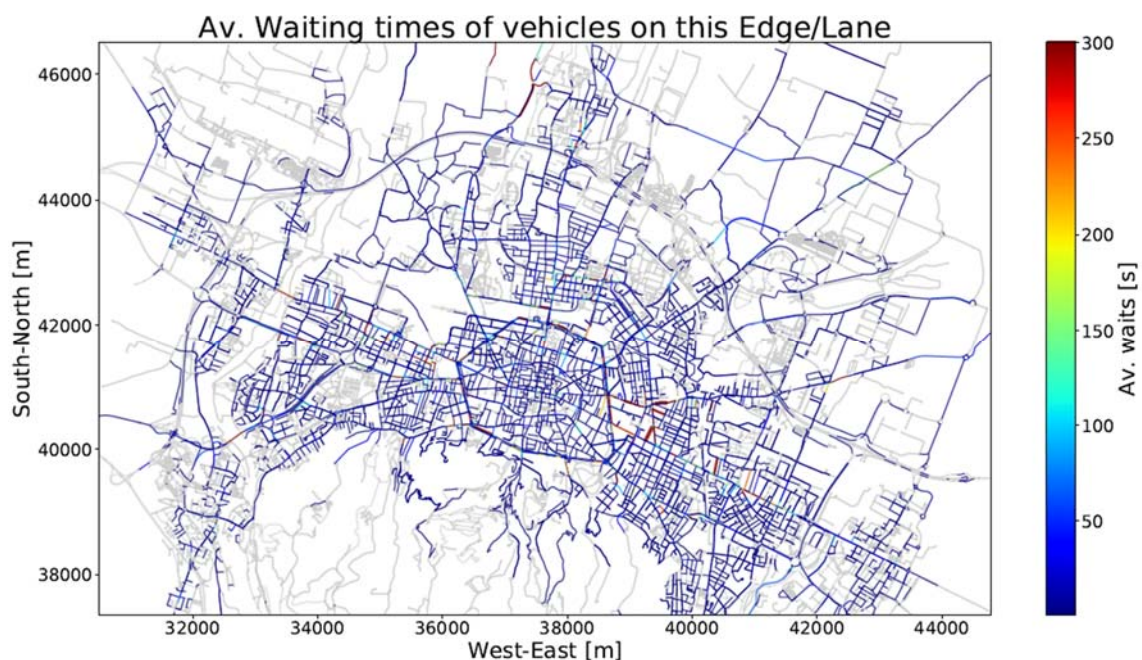 Av. Waiting times of vehicles on this Edge/Lane
46000
44000
42000
40000
38000
South-North [m]
32000 34000 36000 38000 40000 42000 44000
West-East [m]
300
250
200
150
100
50
Av. waits [s]